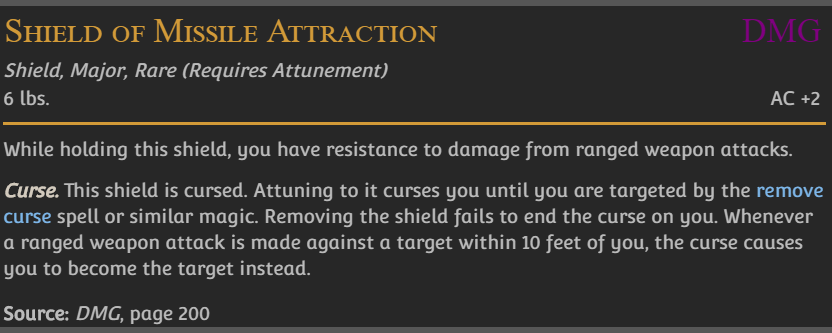 Shield of Missile Attraction DMG
Shield, Major, Rare (Requires Attunement)
6 lbs. AC +2
While holding this shield, you have resistance to damage from ranged weapon attacks.
Curse. This shield is cursed. Attuning to it curses you until you are targeted by the remove
curse spell or similar magic. Removing the shield fails to end the curse on you. Whenever
a ranged weapon attack is made against a target within 10 feet of you, the curse causes
you to become the target instead.
Source: DMG, page 200